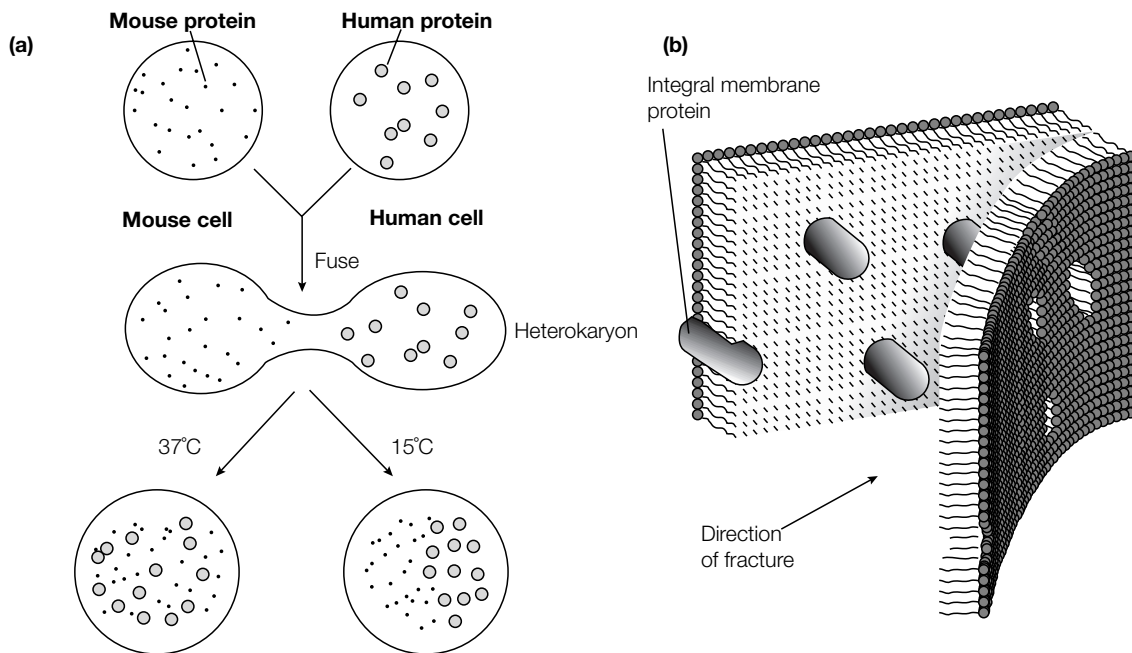 (a)
Mouse protein
Human protein
Mouse cell
Human cell
Fuse
Heterokaryon
37°C
15°C
(b)
Integral membrane
protein
Direction
of fracture